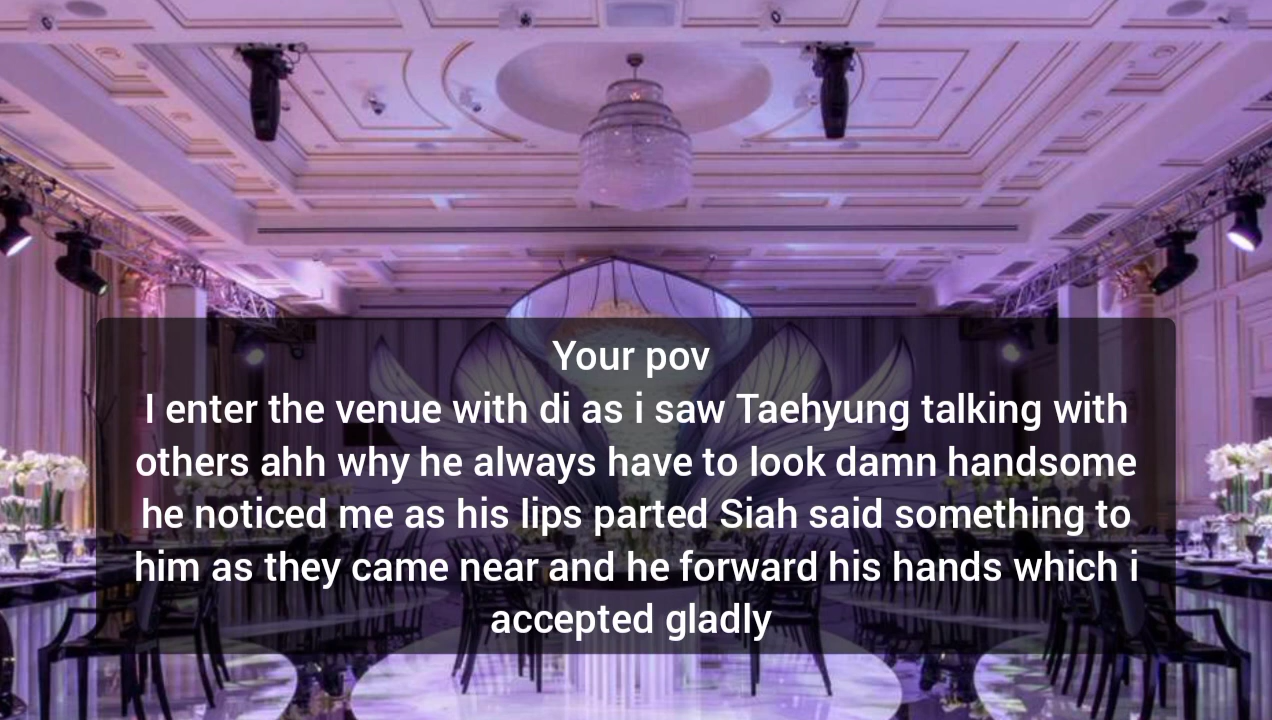 Your pov
I enter the venue with di as i saw Taehyung talking with
others ahh why he always have to look damn handsome
he noticed me as his lips parted Siah said something to
him as they came near and he forward his hands which i
accepted gladly